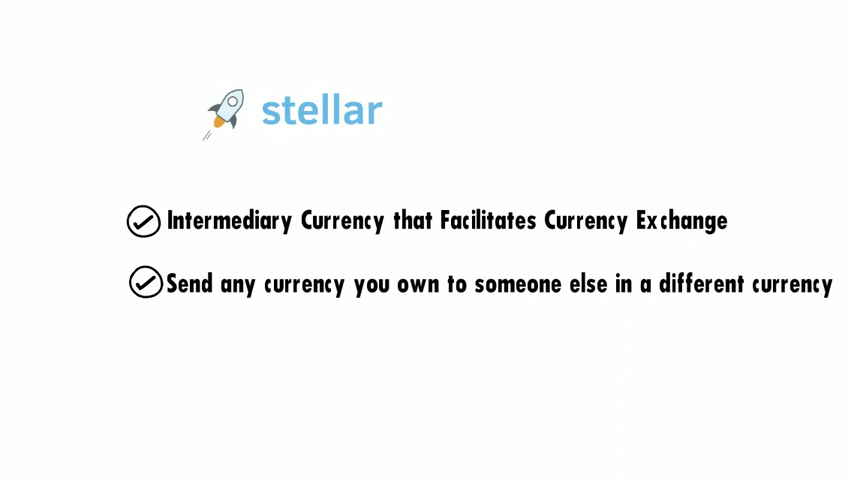 stellar
Intermediary Currency that Facilitates Currency Exchange
Send any currency you own to someone else in a different currency